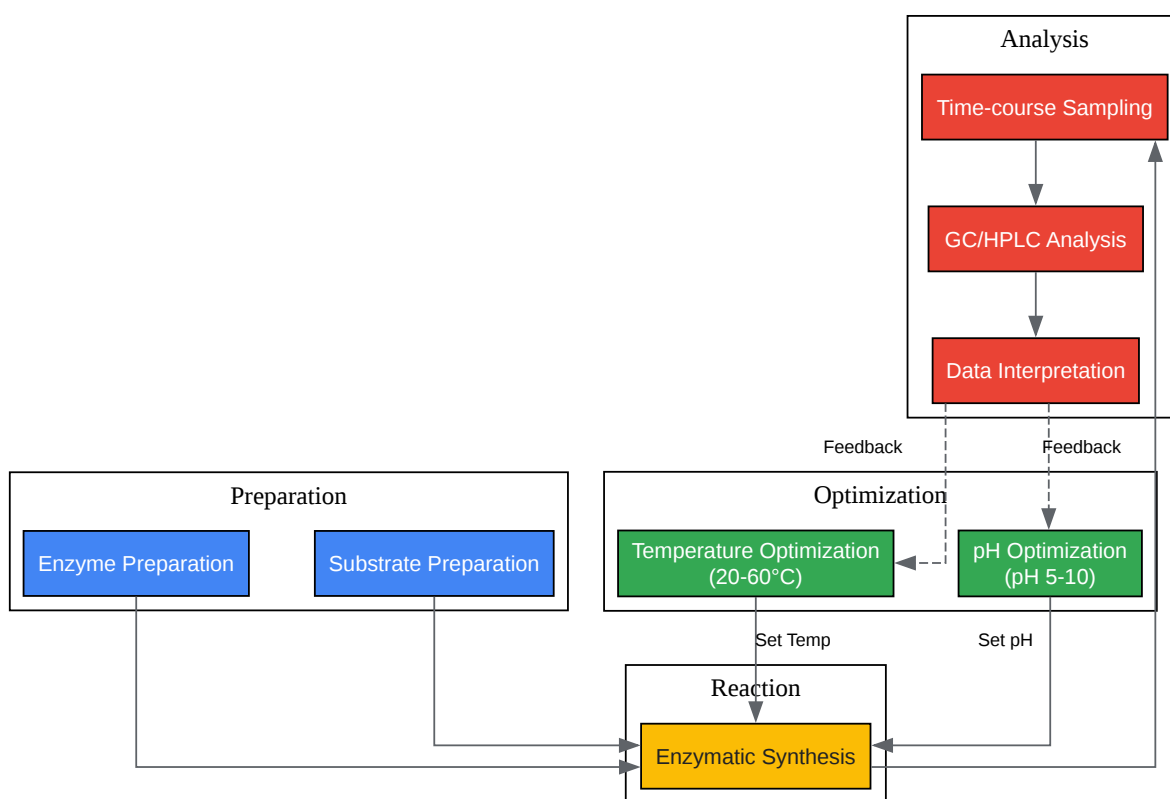 Analysis
Time-course Sampling
GC/HPLC Analysis
Data Interpretation
Feedback
Feedback
Preparation
Enzyme Preparation
Substrate Preparation
Optimization
Temperature Optimization
(20-60°C)
pH Optimization
(pH 5-10)
Set Temp
Set pH
Reaction
Enzymatic Synthesis